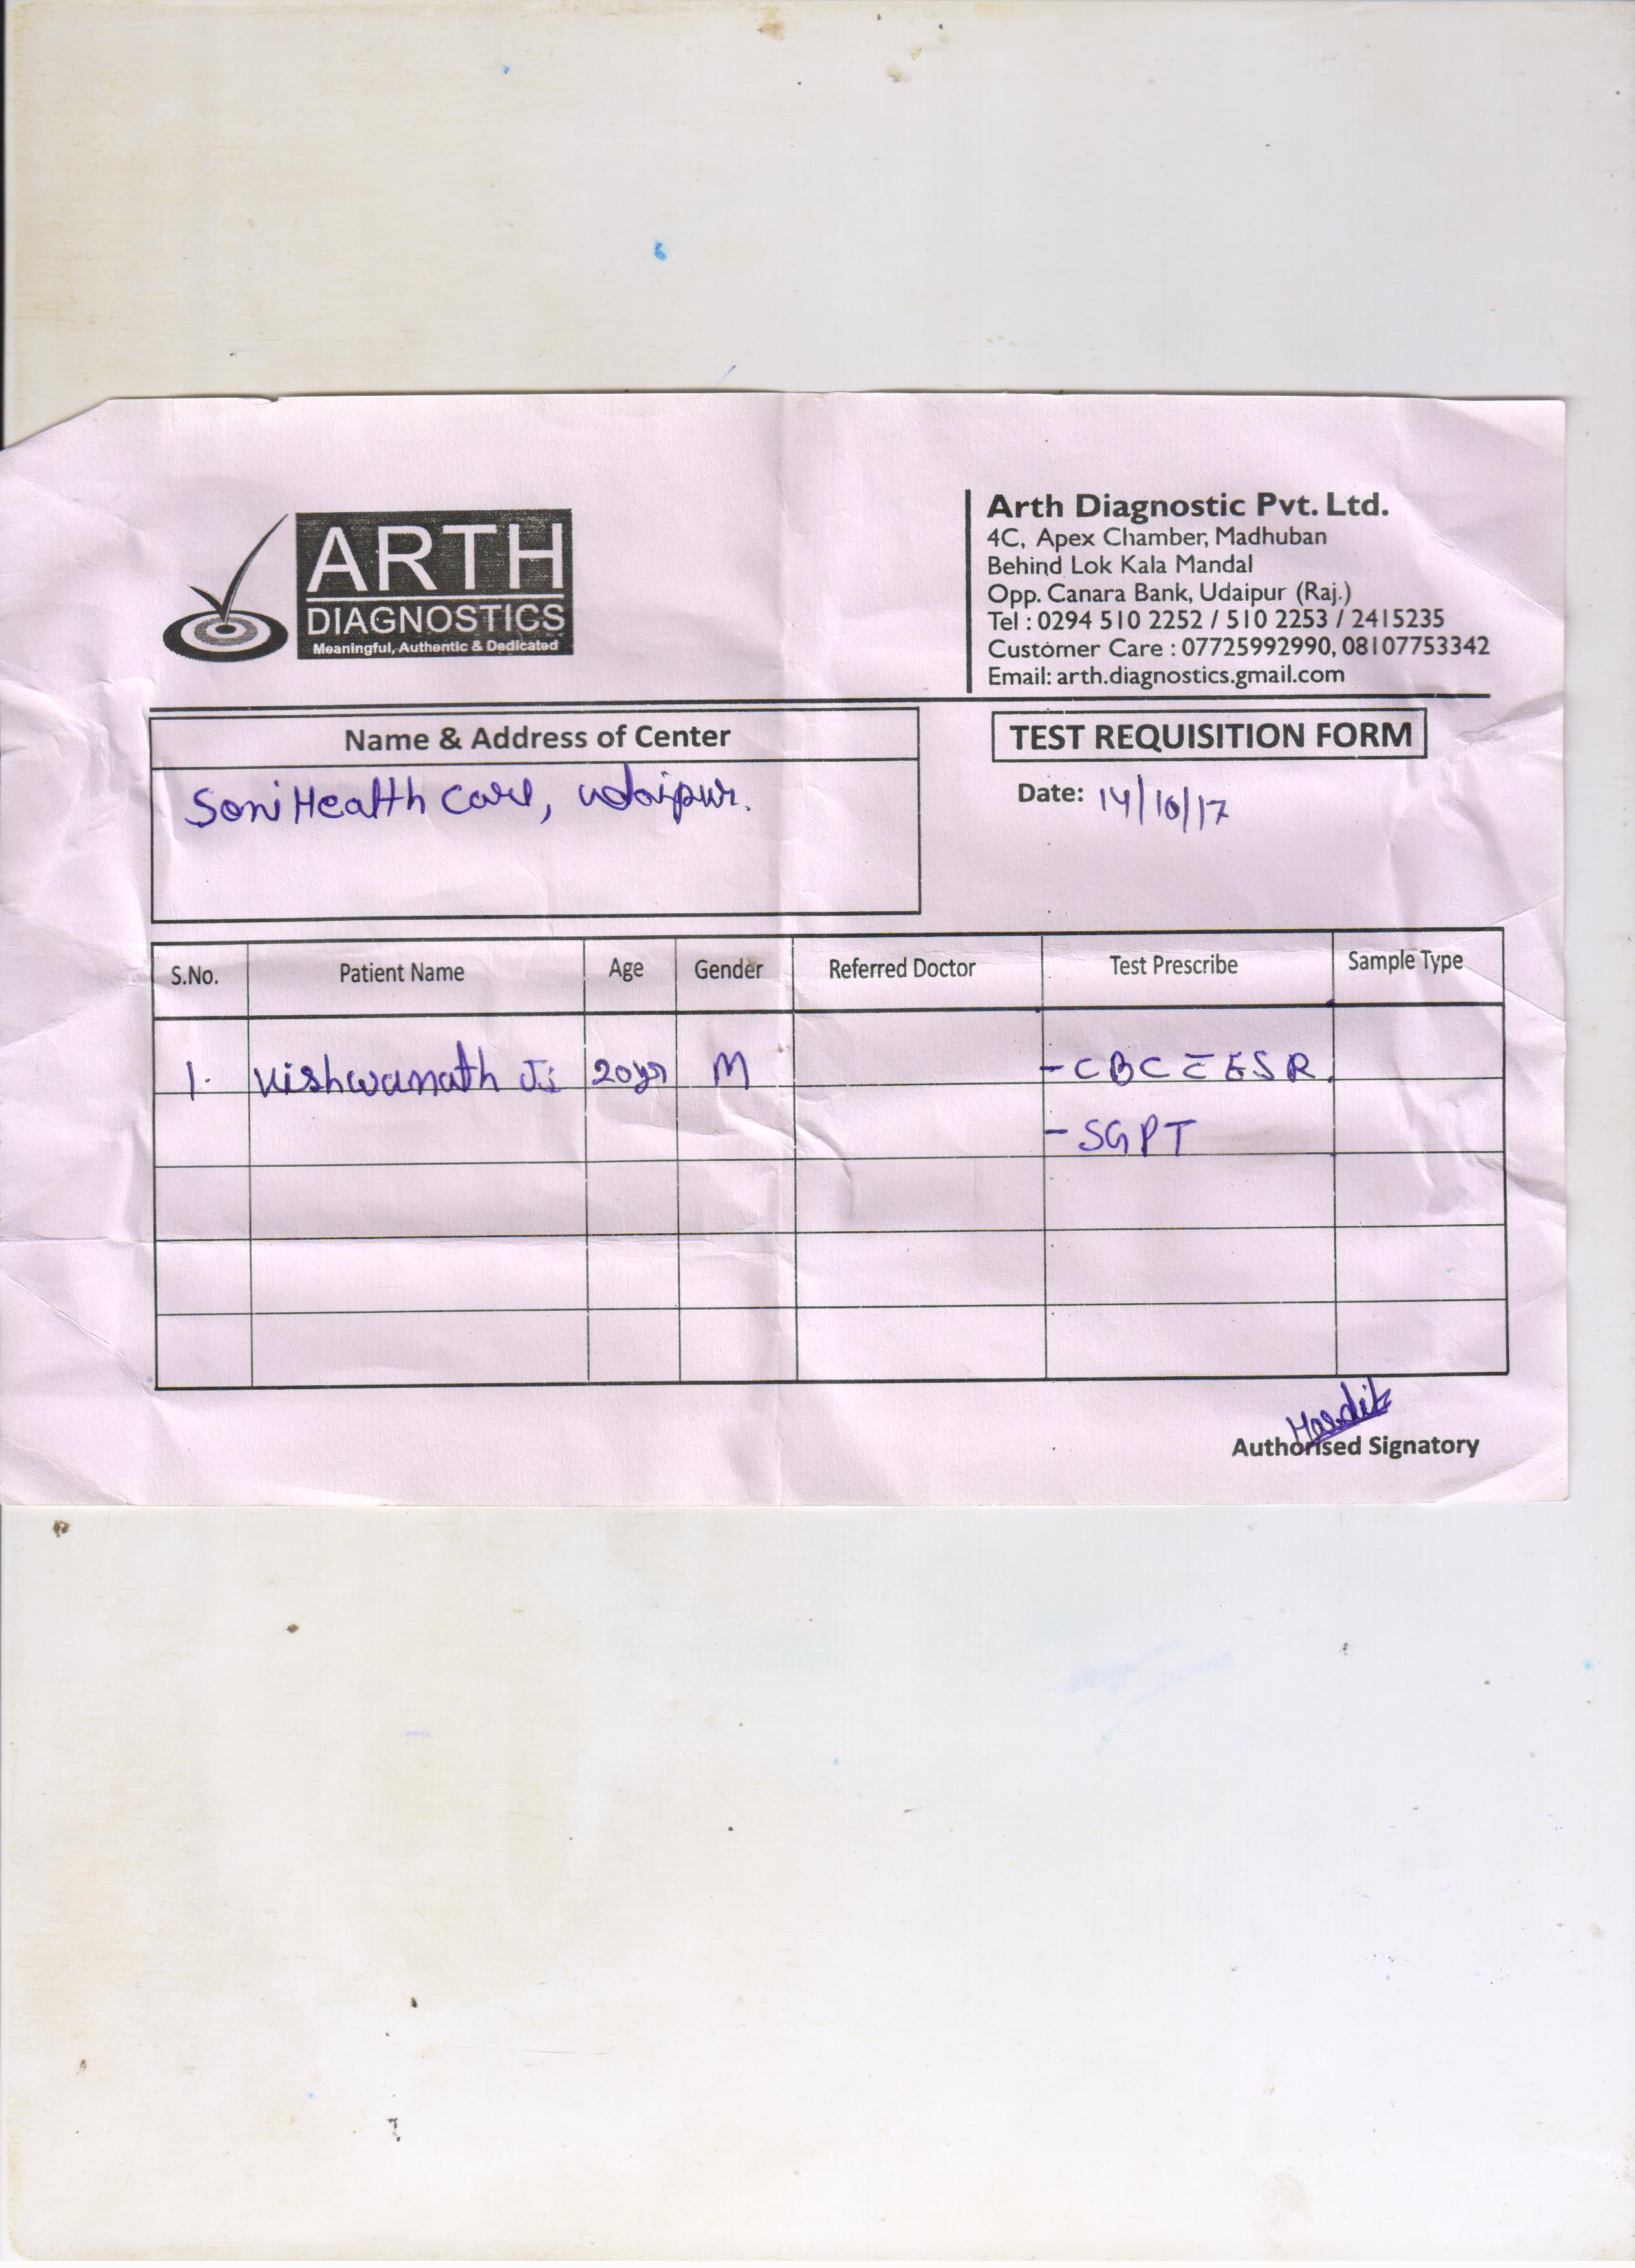 ARTH
DIAGNOSTICS
Meaningful, Authentic & Dedicated
Arth Diagnostic Pvt. Ltd.
4C, Apex Chamber, Madhuban
Behind Lok Kala Mandal
Opp. Canara Bank, Udaipur (Raj.)
Tel : 0294 510 2252 / 510 2253 / 2415235
Customer Care : 07725992990, 08107753342
Email: arth.diagnostics.gmail.com
Name & Address of Center
Soni Health Care, Udaipur.
TEST REQUISITION FORM
Date: 14/10/17
S.No. Patient Name Age Gender Referred Doctor Test Prescribe Sample Type
1. Vishwanath Ji 20yr M - CBC c̄ ESR.
- SGPT
Hardik
Authorised Signatory